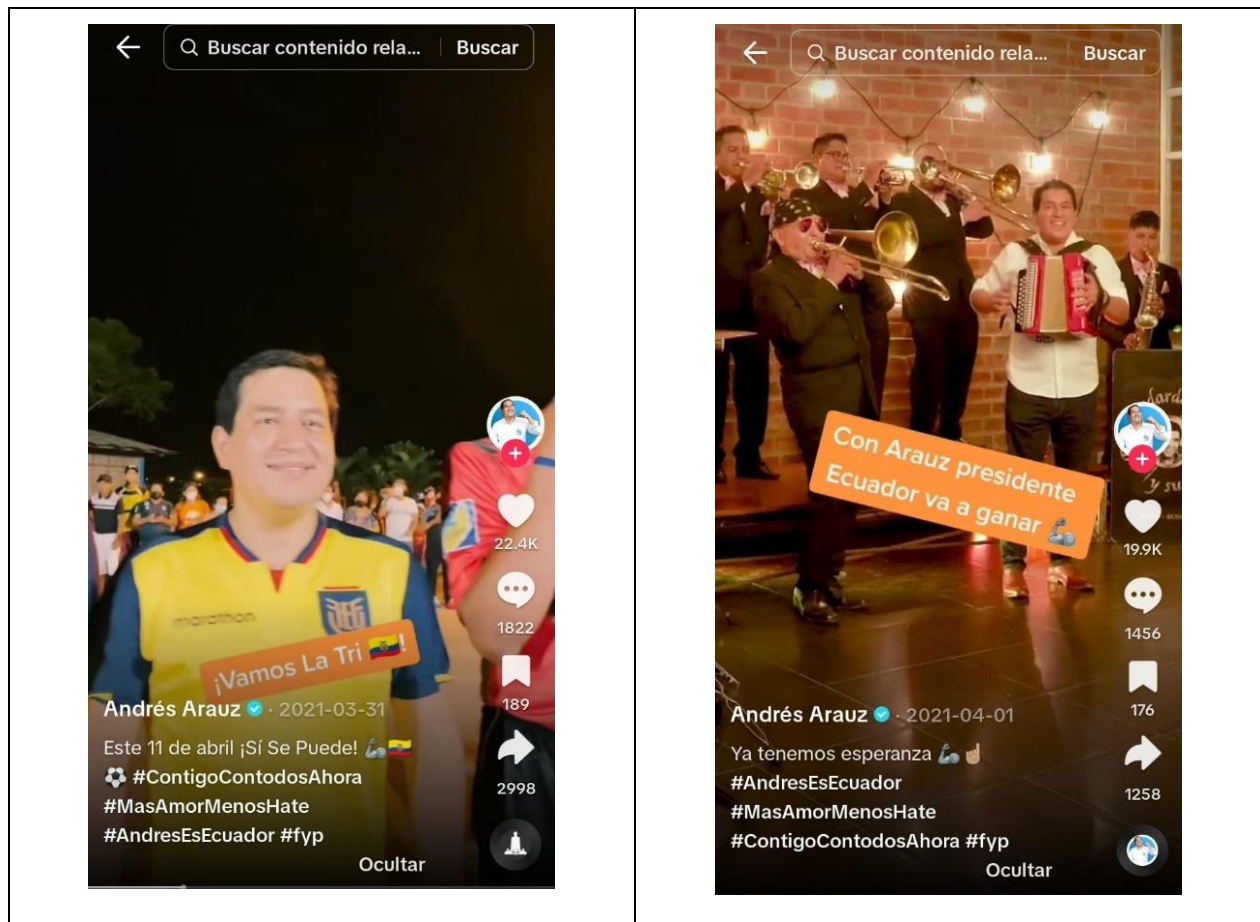 Buscar contenido rela... Buscar
marathon
FEF
¡Vamos La Tri 🇪🇨!
22.4K
1822
189
2998
Andrés Arauz · 2021-03-31
Este 11 de abril ¡Sí Se Puede! 💪🇪🇨
⚽ #ContigoContodosAhora
#MasAmorMenosHate
#AndresEsEcuador #fyp
Ocultar
Buscar contenido rela... Buscar
Con Arauz presidente
Ecuador va a ganar 💪
19.9K
1456
176
1258
Andrés Arauz · 2021-04-01
Ya tenemos esperanza 💪☝🏼
#AndresEsEcuador
#MasAmorMenosHate
#ContigoContodosAhora #fyp
Ocultar